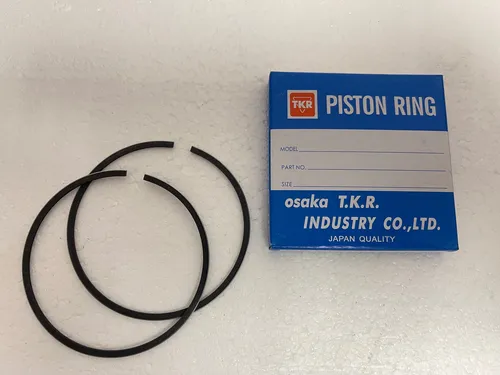 TKR
PISTON RING
MODEL
PART NO.
SIZE
osaka T.K.R.
INDUSTRY CO.,LTD.
JAPAN QUALITY